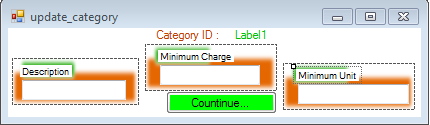 update_category
Category ID : Label1
Minimum Charge
Description
Minimum Unit
Countinue...